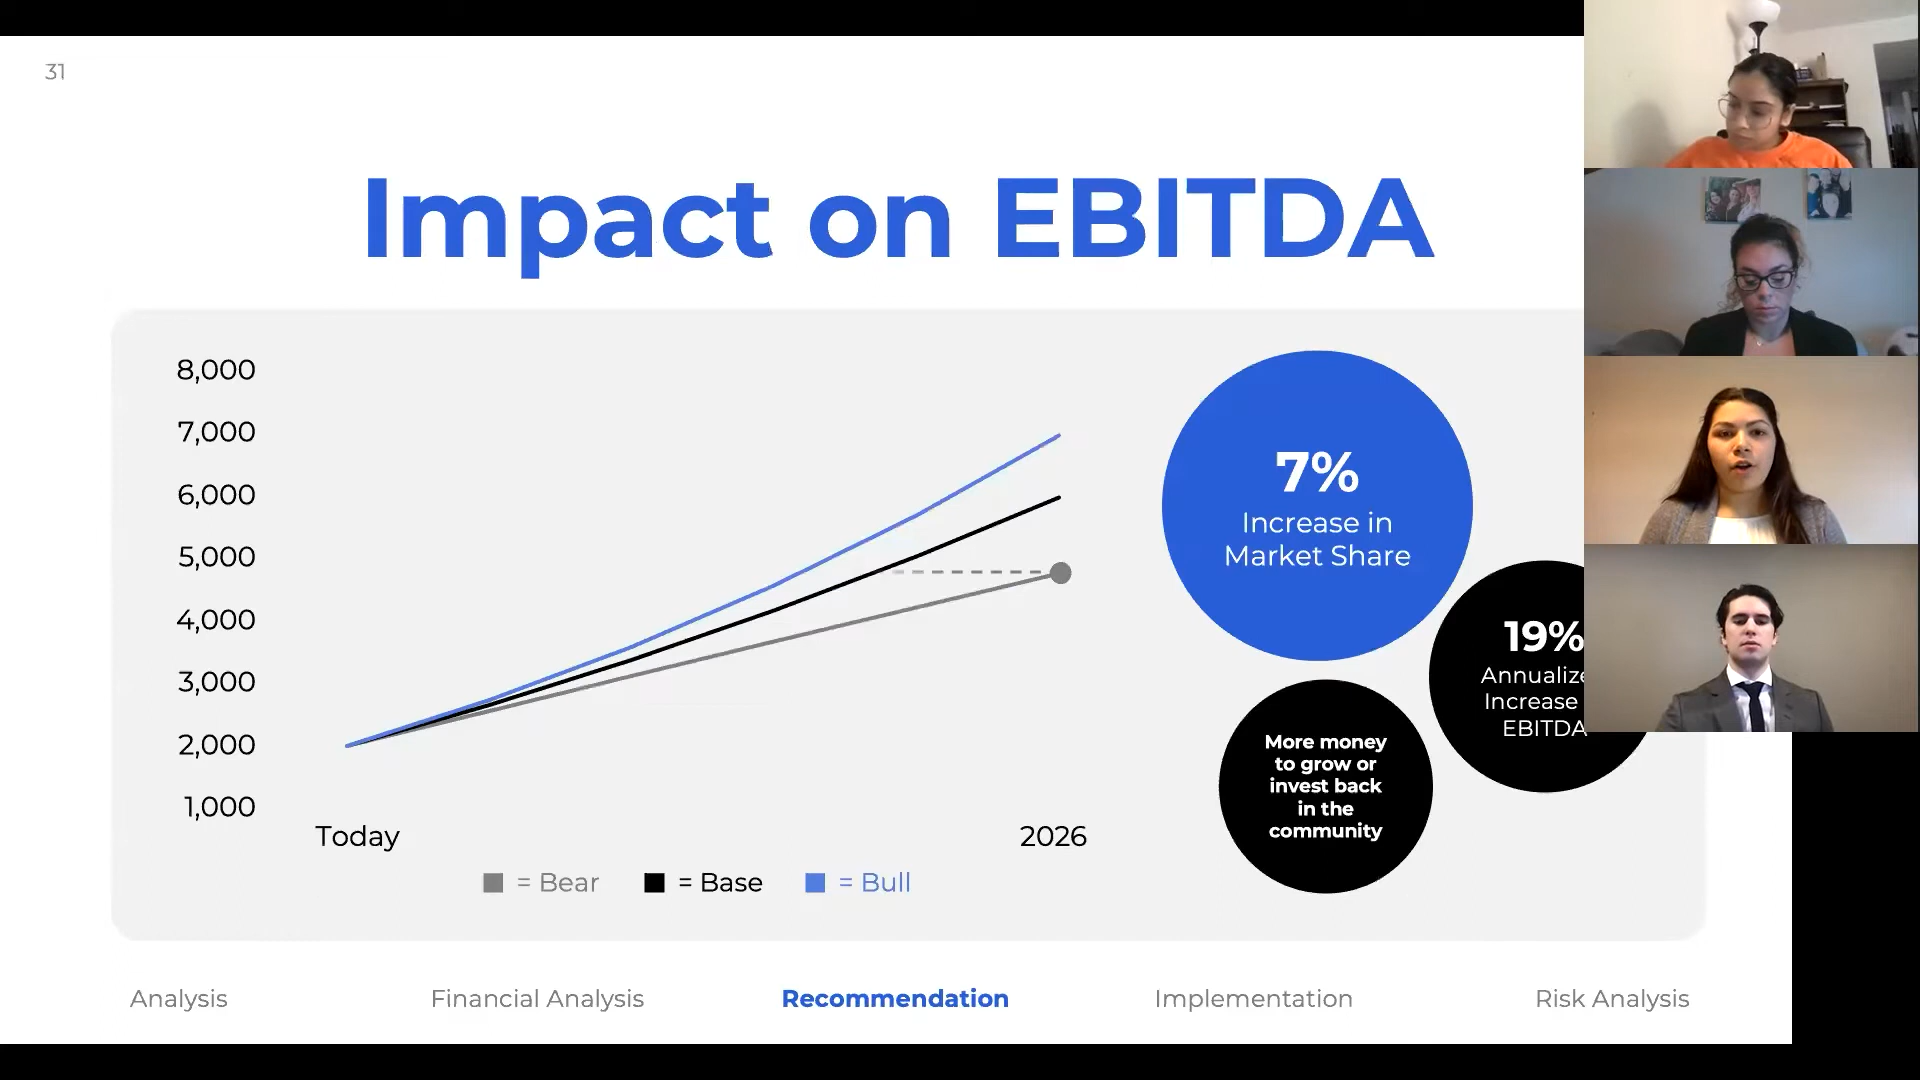 31
Impact on EBITDA
8,000
7,000
6,000
5,000
4,000
3,000
2,000
1,000
Today
2026
= Bear
= Base
= Bull
7%
Increase in
Market Share
19%
Increase
EBITDA
More money
to grow or
invest back
in the
community
Analysis
Financial Analysis
Recommendation
Implementation
Risk Analysis